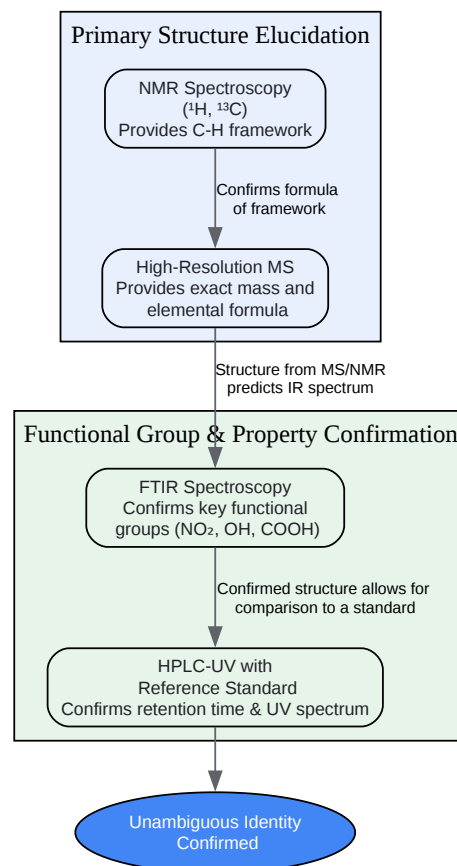 Primary Structure Elucidation
NMR Spectroscopy
(¹H, ¹³C)
Provides C-H framework
Confirms formula
of framework
High-Resolution MS
Provides exact mass and
elemental formula
Structure from MS/NMR
predicts IR spectrum
Functional Group & Property Confirmation
FTIR Spectroscopy
Confirms key functional
groups (NO₂, OH, COOH)
Confirmed structure allows for
comparison to a standard
HPLC-UV with
Reference Standard
Confirms retention time & UV spectrum
Unambiguous Identity
Confirmed